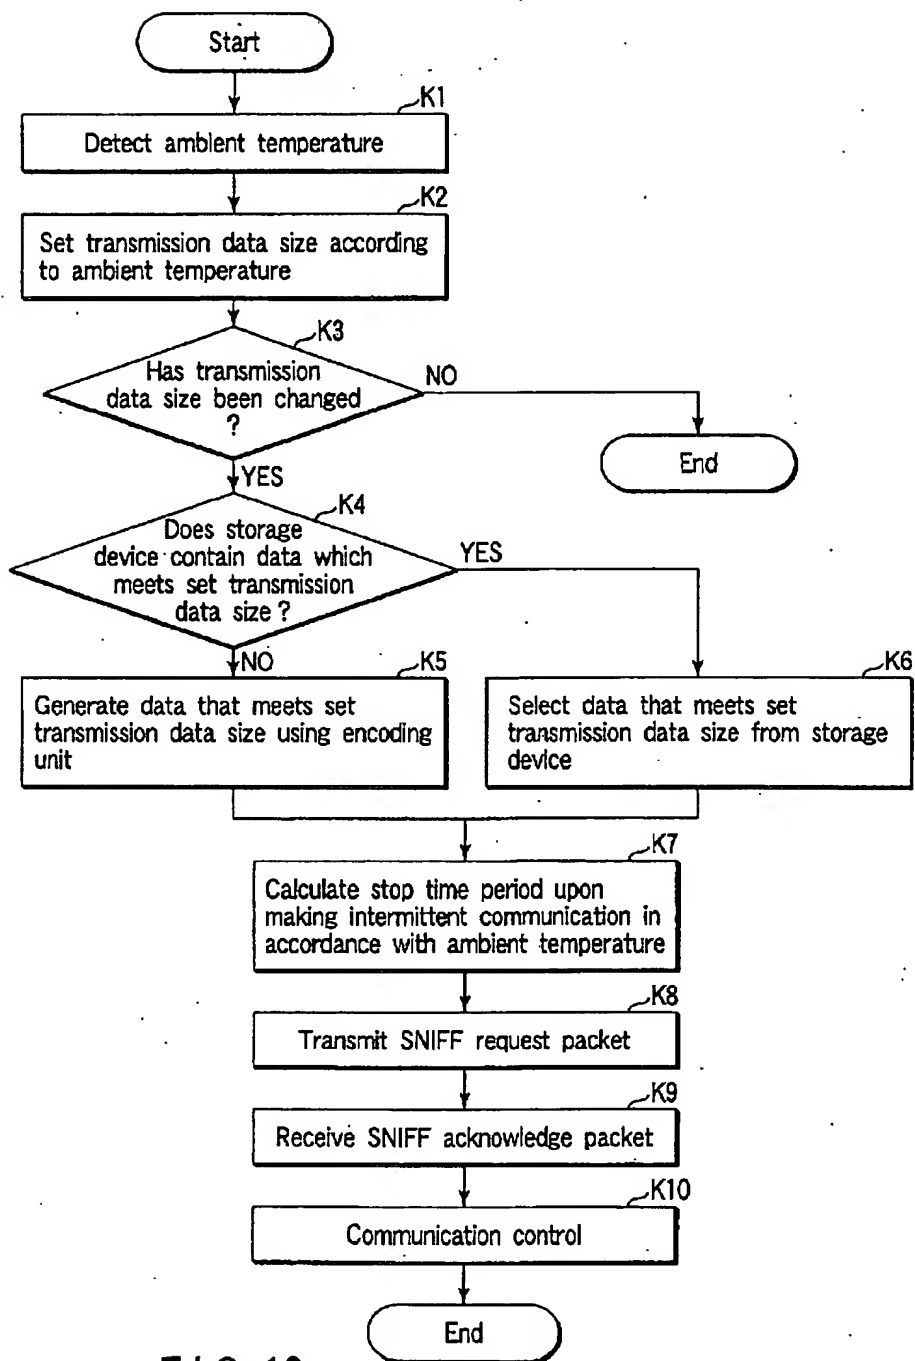 Start
K1
Detect ambient temperature
K2
Set transmission data size according
to ambient temperature
K3
Has transmission
data size been changed
?
NO
End
YES
K4
Does storage
device contain data which
meets set transmission
data size?
YES
NO
K5
Generate data that meets set
transmission data size using encoding
unit
K6
Select data that meets set
transmission data size from storage
device
K7
Calculate stop time period upon
making intermittent communication in
accordance with ambient temperature
K8
Transmit SNIFF request packet
K9
Receive SNIFF acknowledge packet
K10
Communication control
End